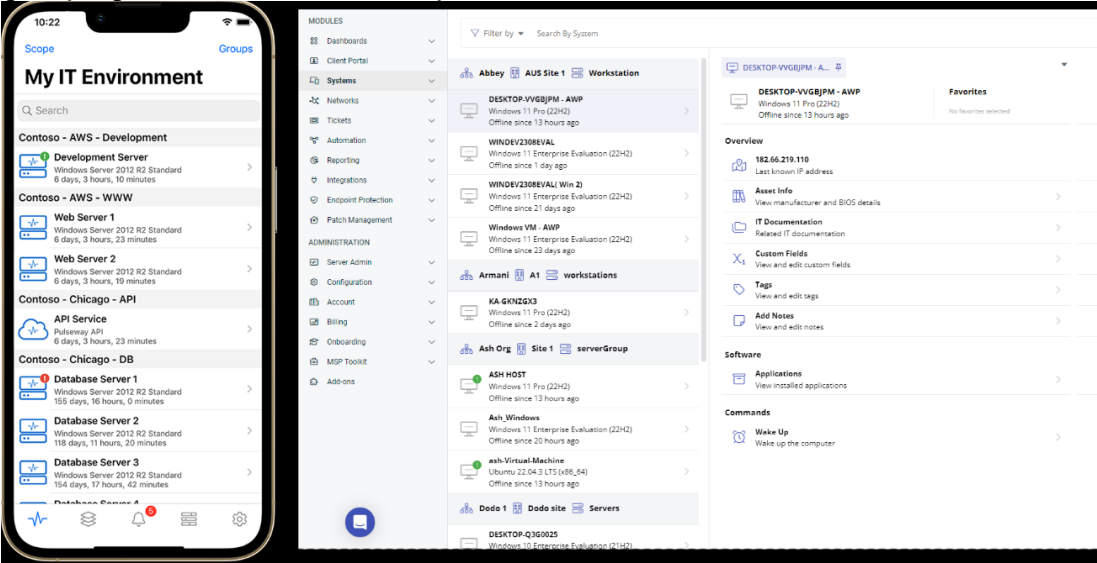 10:22
Scope
Groups
My IT Environment
Search
Contoso - AWS - Development
Development Server
Windows Server 2012 R2 Standard
6 days, 3 hours, 10 minutes
Contoso - AWS - WWW
Web Server 1
Windows Server 2012 R2 Standard
6 days, 3 hours, 23 minutes
Web Server 2
Windows Server 2012 R2 Standard
6 days, 3 hours, 19 minutes
Contoso - Chicago - API
API Service
Pulseway API
6 days, 3 hours, 23 minutes
Contoso - Chicago - DB
Database Server 1
Windows Server 2012 R2 Standard
155 days, 16 hours, 0 minutes
Database Server 2
Windows Server 2012 R2 Standard
118 days, 11 hours, 20 minutes
Database Server 3
Windows Server 2012 R2 Standard
154 days, 17 hours, 42 minutes
Database Server 4
5
MODULES
Dashboards
Client Portal
Systems
Networks
Tickets
Automation
Reporting
Integrations
Endpoint Protection
Patch Management
ADMINISTRATION
Server Admin
Configuration
Account
Billing
Onboarding
MSP Toolkit
Add-ons
Filter by Search By System
Abbey AUS Site 1 Workstation
DESKTOP-VVGBJPM - AWP
Windows 11 Pro (22H2)
Offline since 13 hours ago
WINDEV2308EVAL
Windows 11 Enterprise Evaluation (22H2)
Offline since 1 day ago
WINDEV2308EVAL( Win 2)
Windows 11 Enterprise Evaluation (22H2)
Offline since 21 days ago
Windows VM - AWP
Windows 11 Enterprise Evaluation (22H2)
Offline since 23 days ago
Armani A1 workstations
KA-GKNZGX3
Windows 11 Pro (22H2)
Offline since 2 days ago
Ash Org Site 1 serverGroup
ASH HOST
Windows 11 Pro (22H2)
Offline since 13 hours ago
Ash_Windows
Windows 11 Enterprise Evaluation (22H2)
Offline since 20 hours ago
ash-Virtual-Machine
Ubuntu 22.04.3 LTS (x86_64)
Offline since 13 hours ago
Dodo 1 Dodo site Servers
DESKTOP-Q3G0025
Windows 10 Enterprise Evaluation (21H2)
DESKTOP-VVGBJPM - A...
DESKTOP-VVGBJPM - AWP
Windows 11 Pro (22H2)
Offline since 13 hours ago
Favorites
No favorites selected
Overview
182.66.219.110
Last known IP address
Asset Info
View manufacturer and BIOS details
IT Documentation
Related IT documentation
Custom Fields
View and edit custom fields
Tags
View and edit tags
Add Notes
View and edit notes
Software
Applications
View installed applications
Commands
Wake Up
Wake up the computer